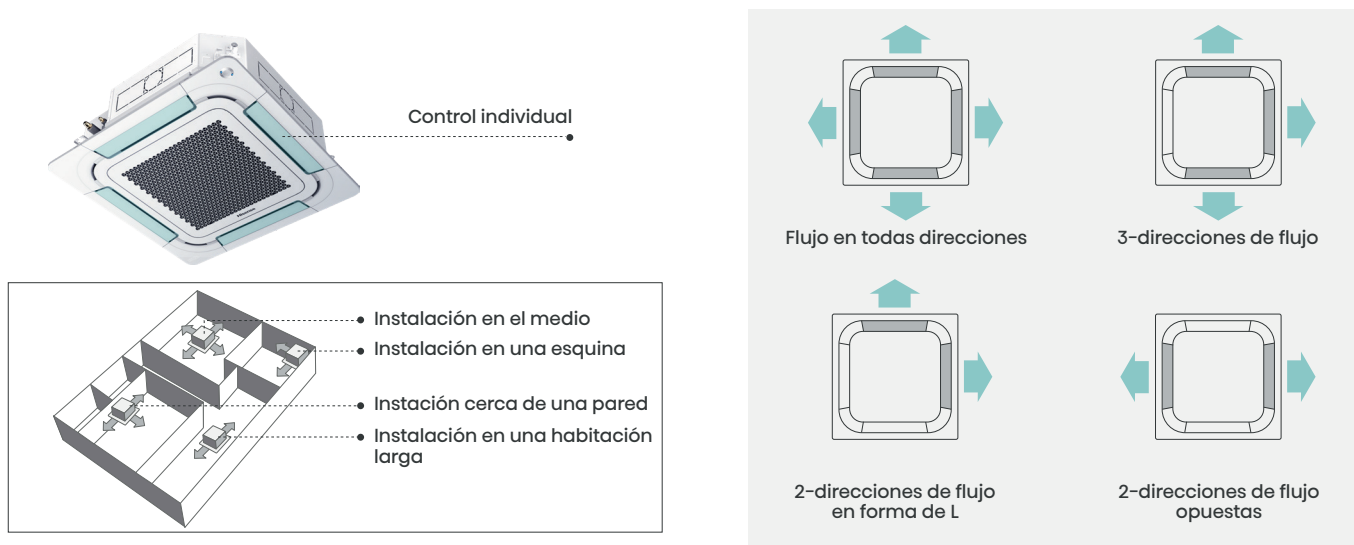 Control individual
Hisense
Instalación en el medio
Instalación en una esquina
Instación cerca de una pared
Instalación en una habitación
larga
Flujo en todas direcciones
3-direcciones de flujo
2-direcciones de flujo
en forma de L
2-direcciones de flujo
opuestas